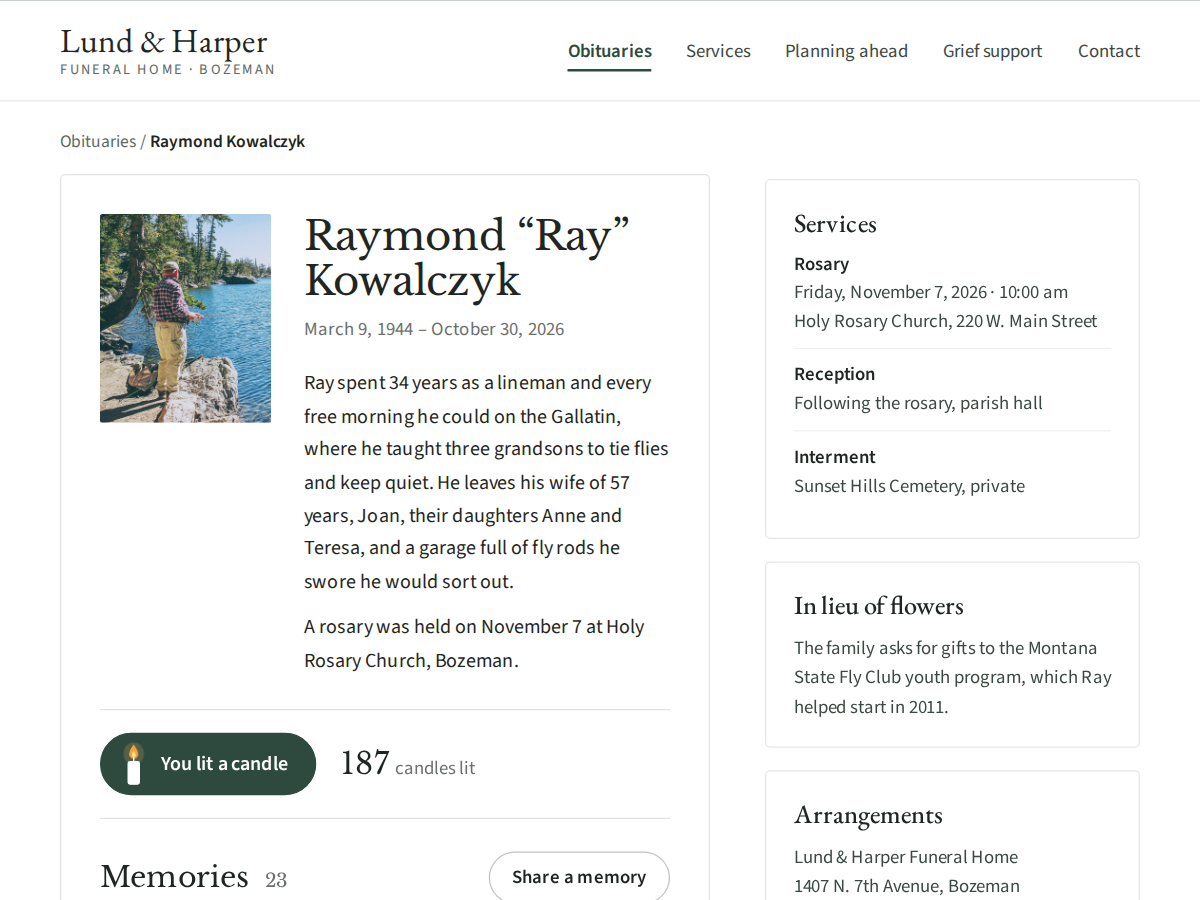 Lund & Harper
FUNERAL HOME · BOZEMAN
Obituaries
Services
Planning ahead
Grief support
Contact
Obituaries / Raymond Kowalczyk
Raymond “Ray”
Kowalczyk
March 9, 1944 – October 30, 2026
Ray spent 34 years as a lineman and every
free morning he could on the Gallatin,
where he taught three grandsons to tie flies
and keep quiet. He leaves his wife of 57
years, Joan, their daughters Anne and
Teresa, and a garage full of fly rods he
swore he would sort out.
A rosary was held on November 7 at Holy
Rosary Church, Bozeman.
You lit a candle
187 candles lit
Memories 23
Share a memory
Services
Rosary
Friday, November 7, 2026 · 10:00 am
Holy Rosary Church, 220 W. Main Street
Reception
Following the rosary, parish hall
Interment
Sunset Hills Cemetery, private
In lieu of flowers
The family asks for gifts to the Montana
State Fly Club youth program, which Ray
helped start in 2011.
Arrangements
Lund & Harper Funeral Home
1407 N. 7th Avenue, Bozeman